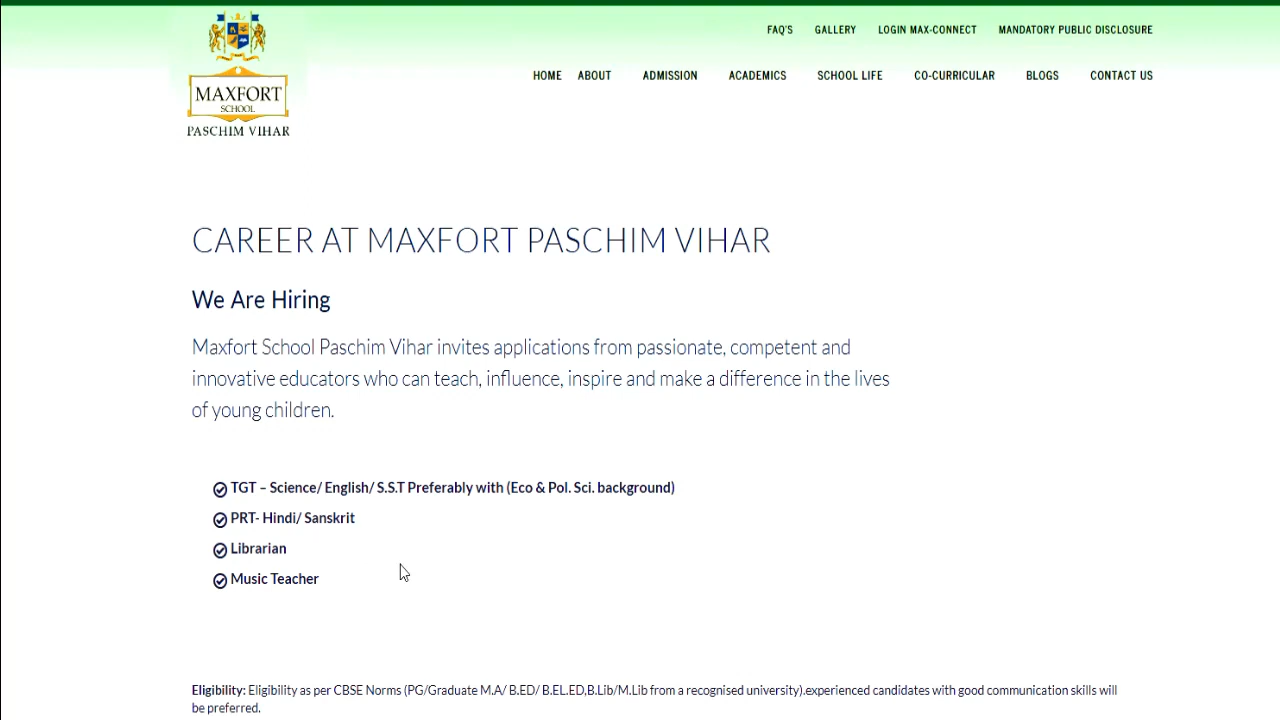 FAQ'S GALLERY LOGIN MAX-CONNECT MANDATORY PUBLIC DISCLOSURE
HOME ABOUT ADMISSION ACADEMICS SCHOOL LIFE CO-CURRICULAR BLOGS CONTACT US
MAXFORT
SCHOOL
PASCHIM VIHAR
CAREER AT MAXFORT PASCHIM VIHAR
We Are Hiring
Maxfort School Paschim Vihar invites applications from passionate, competent and
innovative educators who can teach, influence, inspire and make a difference in the lives
of young children.
TGT – Science/ English/ S.S.T Preferably with (Eco & Pol. Sci. background)
PRT- Hindi/ Sanskrit
Librarian
Music Teacher
Eligibility: Eligibility as per CBSE Norms (PG/Graduate M.A/ B.ED/ B.EL.ED,B.Lib/M.Lib from a recognised university).experienced candidates with good communication skills will
be preferred.